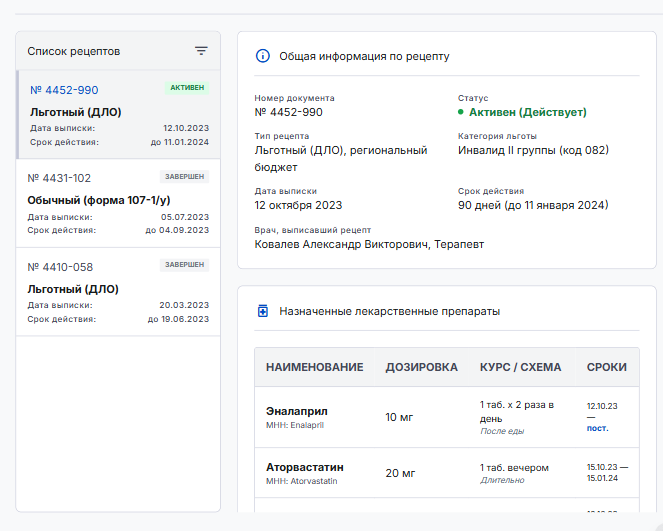 Список рецептов
№ 4452-990
АКТИВЕН
Льготный (ДЛО)
Дата выписки: 12.10.2023
Срок действия: до 11.01.2024
№ 4431-102
ЗАВЕРШЕН
Обычный (форма 107-1/у)
Дата выписки: 05.07.2023
Срок действия: до 04.09.2023
№ 4410-058
ЗАВЕРШЕН
Льготный (ДЛО)
Дата выписки: 20.03.2023
Срок действия: до 19.06.2023
Общая информация по рецепту
Номер документа
№ 4452-990
Статус
Активен (Действует)
Тип рецепта
Льготный (ДЛО), региональный
бюджет
Категория льготы
Инвалид II группы (код 082)
Дата выписки
12 октября 2023
Срок действия
90 дней (до 11 января 2024)
Врач, выписавший рецепт
Ковалев Александр Викторович, Терапевт
Назначенные лекарственные препараты
НАИМЕНОВАНИЕ ДОЗИРОВКА КУРС / СХЕМА СРОКИ
Эналаприл
МНН: Enalapril
10 мг
1 таб. х 2 раза в
день
После еды
12.10.23
—
пост.
Аторвастатин
МНН: Atorvastatin
20 мг
1 таб. вечером
Длительно
15.10.23 —
15.01.24